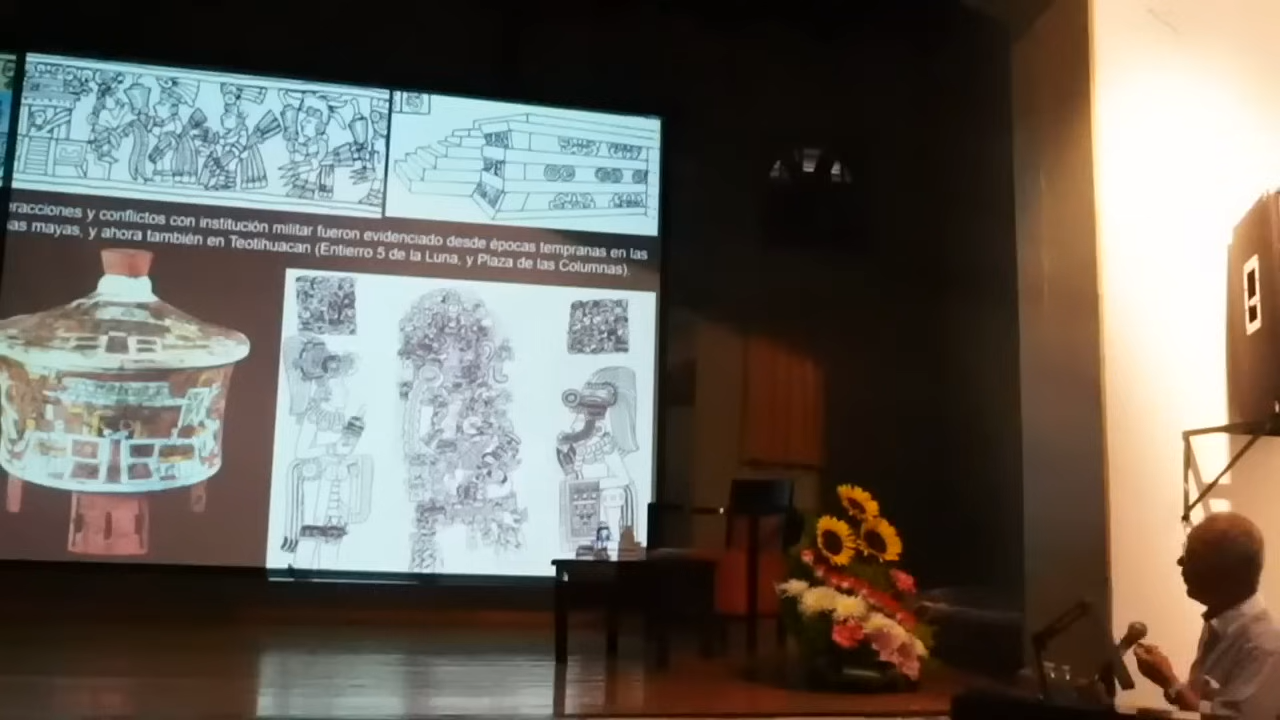 racciones y conflictos con institución militar fueron evidenciado desde épocas tempranas en las
as mayas, y ahora también en Teotihuacan (Entierro 5 de la Luna, y Plaza de las Columnas).